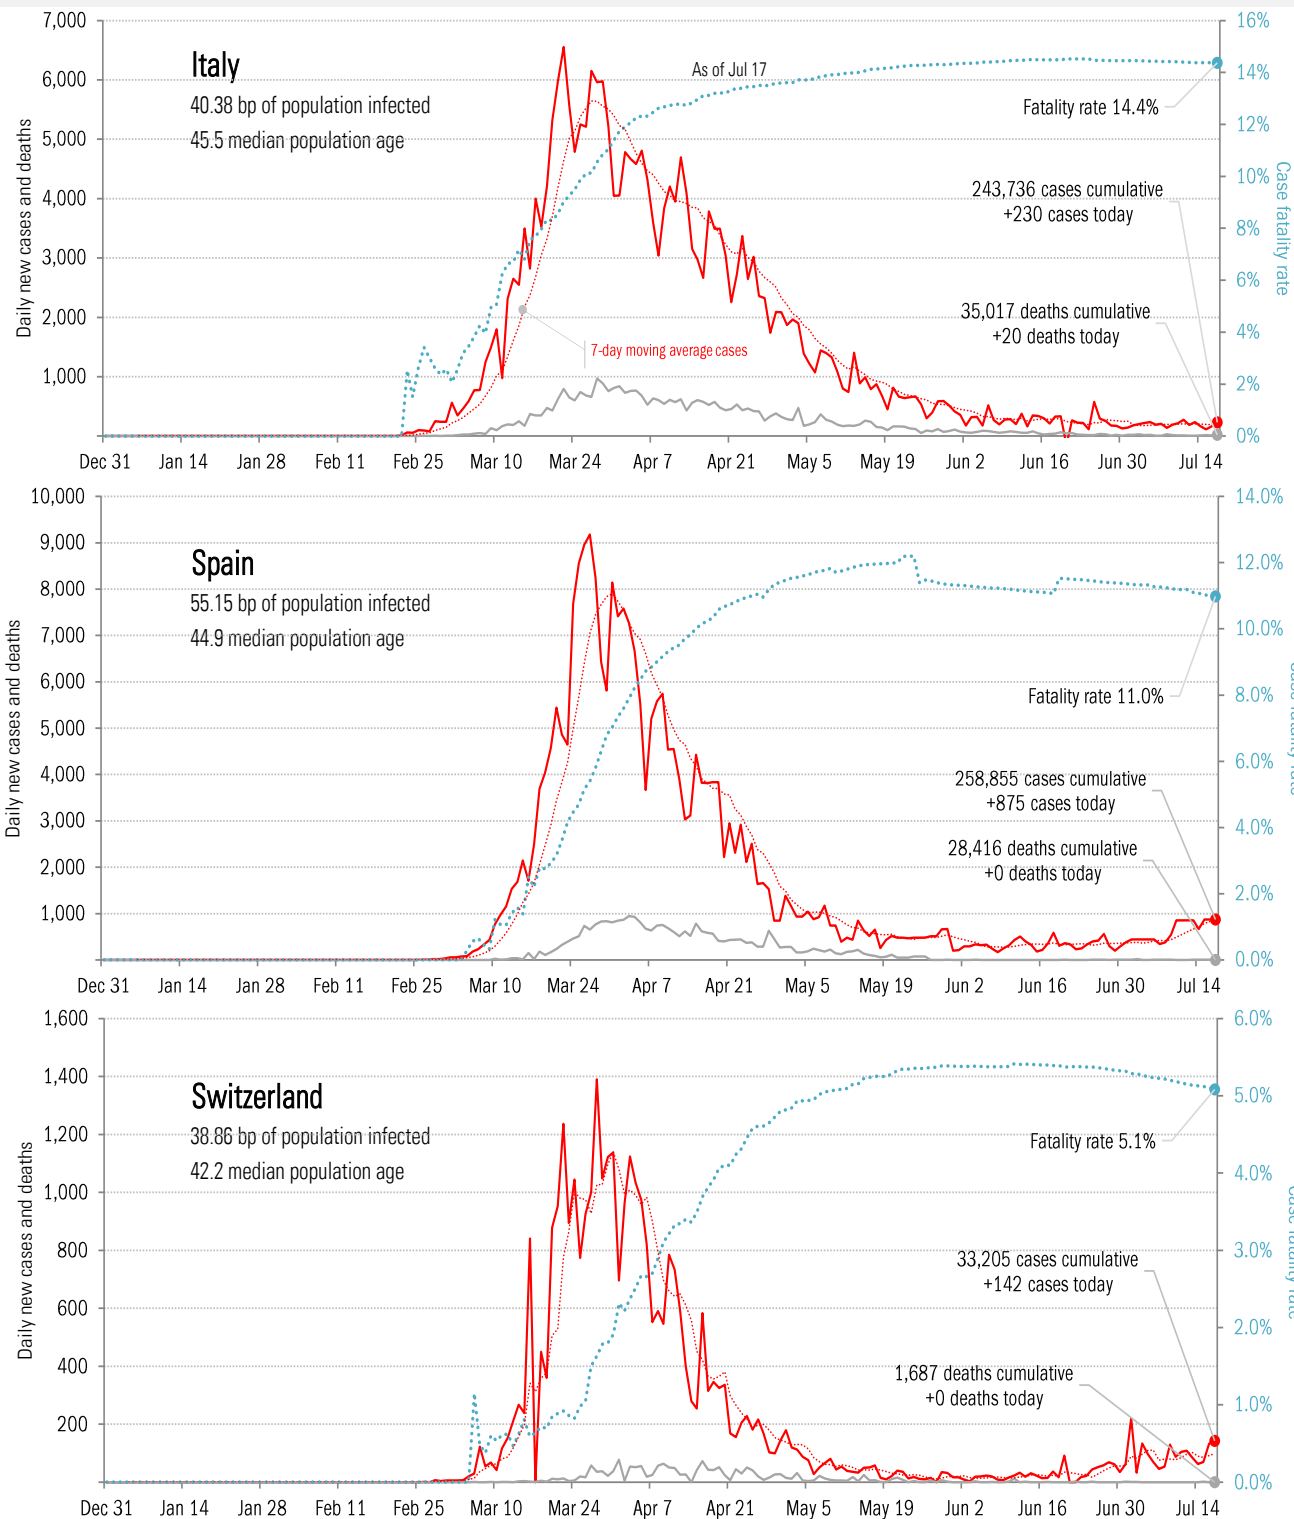 7,000
6,000
5,000
4,000
3,000
2,000
1,000
Daily new cases and deaths
Italy
40.38 bp of population infected
45.5 median population age
As of Jul 17
Fatality rate 14.4%
243,736 cases cumulative
+230 cases today
35,017 deaths cumulative
+20 deaths today
7-day moving average cases
16%
14%
12%
10%
8%
6%
4%
2%
0%
Case fatality rate
Dec 31 Jan 14 Jan 28 Feb 11 Feb 25 Mar 10 Mar 24 Apr 7 Apr 21 May 5 May 19 Jun 2 Jun 16 Jun 30 Jul 14
10,000
9,000
8,000
7,000
6,000
5,000
4,000
3,000
2,000
1,000
Daily new cases and deaths
Spain
55.15 bp of population infected
44.9 median population age
Fatality rate 11.0%
258,855 cases cumulative
+875 cases today
28,416 deaths cumulative
+0 deaths today
14.0%
12.0%
10.0%
8.0%
6.0%
4.0%
2.0%
0.0%
Dec 31 Jan 14 Jan 28 Feb 11 Feb 25 Mar 10 Mar 24 Apr 7 Apr 21 May 5 May 19 Jun 2 Jun 16 Jun 30 Jul 14
1,600
1,400
1,200
1,000
800
600
400
200
Daily new cases and deaths
Switzerland
38.86 bp of population infected
42.2 median population age
Fatality rate 5.1%
33,205 cases cumulative
+142 cases today
1,687 deaths cumulative
+0 deaths today
6.0%
5.0%
4.0%
3.0%
2.0%
1.0%
0.0%
Dec 31 Jan 14 Jan 28 Feb 11 Feb 25 Mar 10 Mar 24 Apr 7 Apr 21 May 5 May 19 Jun 2 Jun 16 Jun 30 Jul 14